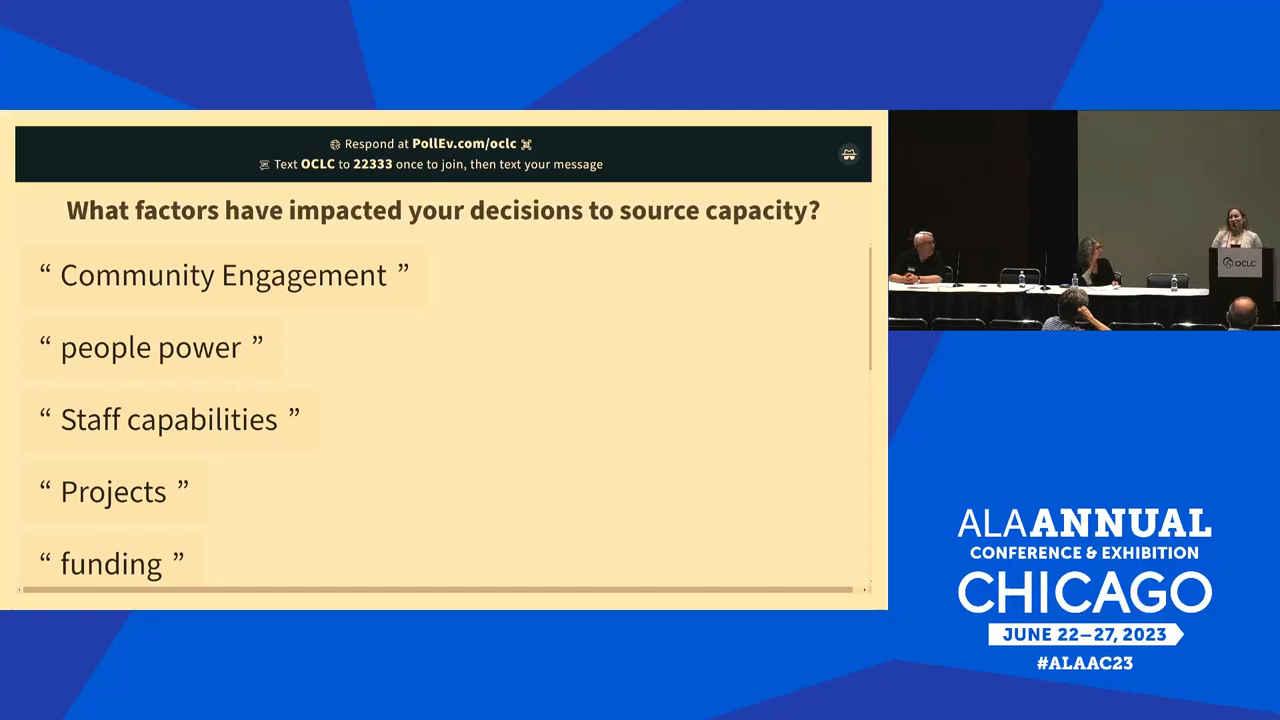 Respond at PollEv.com/oclc
Text OCLC to 22333 once to join, then text your message
What factors have impacted your decisions to source capacity?
“ Community Engagement ”
“ people power ”
“ Staff capabilities ”
“ Projects ”
“ funding ”
OCLC
ALA ANNUAL
CONFERENCE & EXHIBITION
CHICAGO
JUNE 22–27, 2023
#ALAAC23